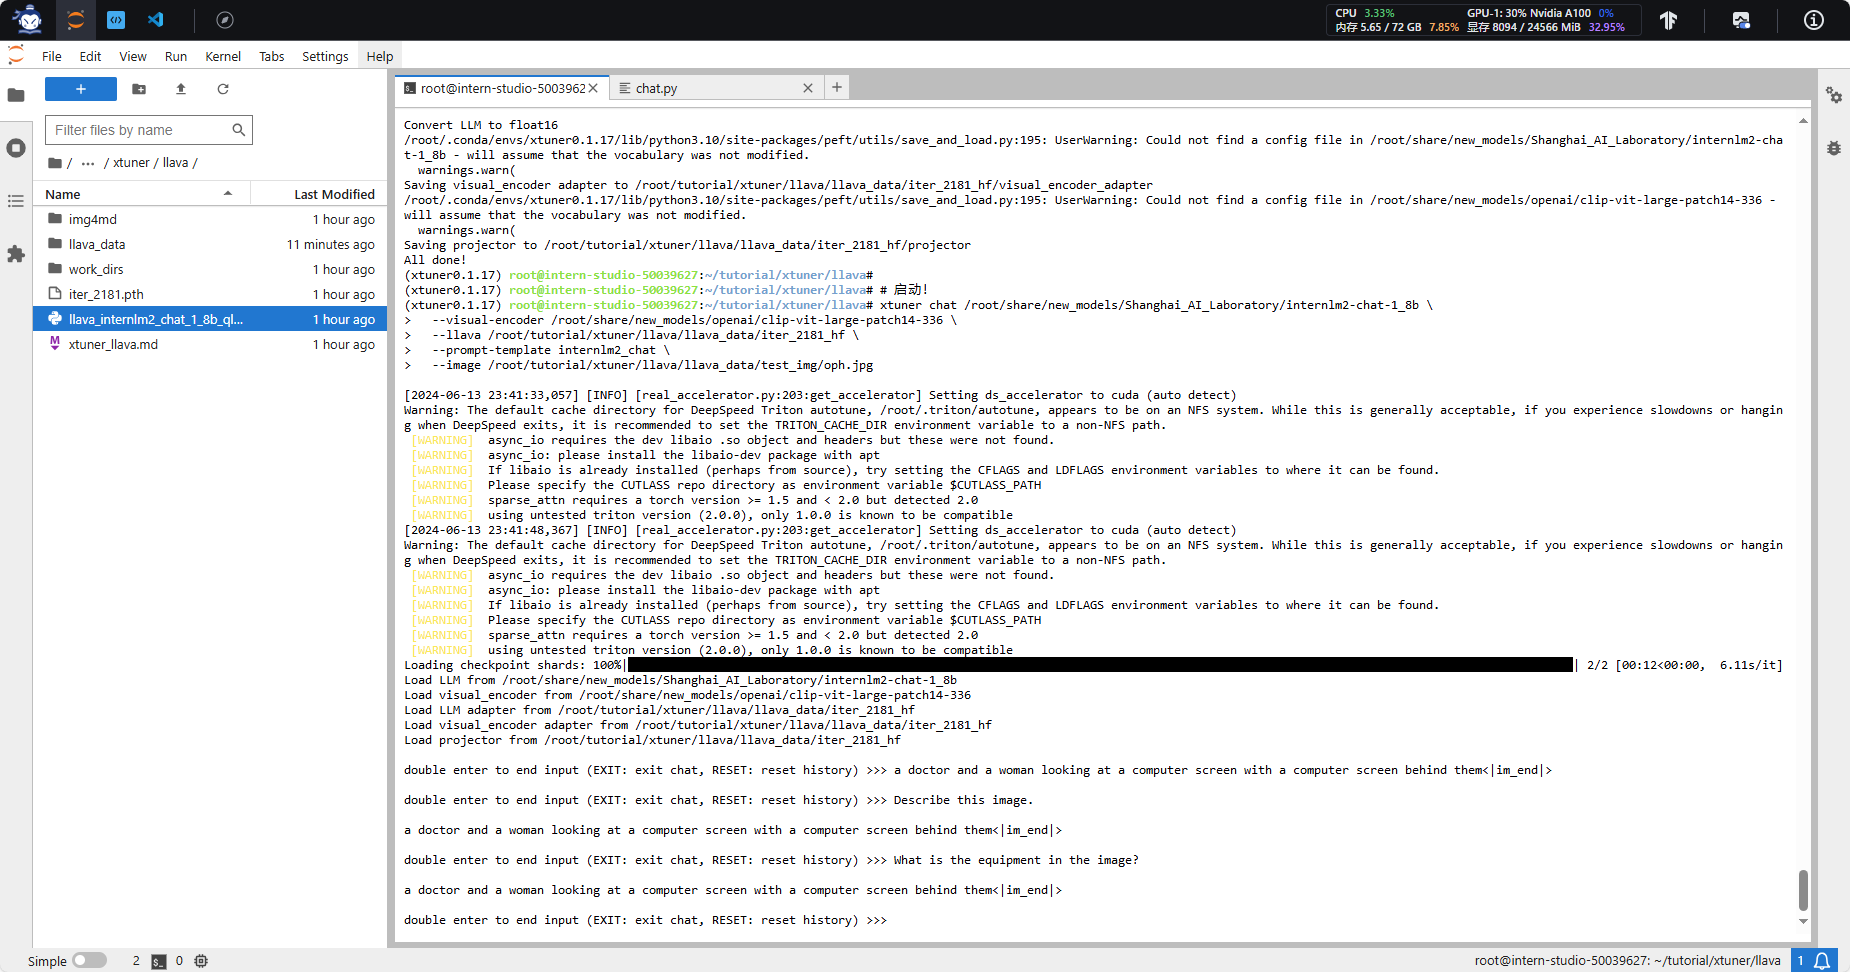 CPU 3.33% GPU-1: 30% Nvidia A100 0%
内存 5.65 / 72 GB 7.85% 显存 8094 / 24566 MiB 32.95%
File Edit View Run Kernel Tabs Settings Help
root@intern-studio-5003962
chat.py
Filter files by name
/ ··· / xtuner / llava /
Name Last Modified
img4md 1 hour ago
llava_data 11 minutes ago
work_dirs 1 hour ago
iter_2181.pth 1 hour ago
llava_internlm2_chat_1_8b_ql... 1 hour ago
xtuner_llava.md 1 hour ago
Convert LLM to float16
/root/.conda/envs/xtuner0.1.17/lib/python3.10/site-packages/peft/utils/save_and_load.py:195: UserWarning: Could not find a config file in /root/share/new_models/Shanghai_AI_Laboratory/internlm2-cha
t-1_8b - will assume that the vocabulary was not modified.
warnings.warn(
Saving visual_encoder adapter to /root/tutorial/xtuner/llava/llava_data/iter_2181_hf/visual_encoder_adapter
/root/.conda/envs/xtuner0.1.17/lib/python3.10/site-packages/peft/utils/save_and_load.py:195: UserWarning: Could not find a config file in /root/share/new_models/openai/clip-vit-large-patch14-336 -
will assume that the vocabulary was not modified.
warnings.warn(
Saving projector to /root/tutorial/xtuner/llava/llava_data/iter_2181_hf/projector
All done!
(xtuner0.1.17) root@intern-studio-50039627:~/tutorial/xtuner/llava#
(xtuner0.1.17) root@intern-studio-50039627:~/tutorial/xtuner/llava# # 启动!
(xtuner0.1.17) root@intern-studio-50039627:~/tutorial/xtuner/llava# xtuner chat /root/share/new_models/Shanghai_AI_Laboratory/internlm2-chat-1_8b \
> --visual-encoder /root/share/new_models/openai/clip-vit-large-patch14-336 \
> --llava /root/tutorial/xtuner/llava/llava_data/iter_2181_hf \
> --prompt-template internlm2_chat \
> --image /root/tutorial/xtuner/llava/llava_data/test_img/oph.jpg
[2024-06-13 23:41:33,057] [INFO] [real_accelerator.py:203:get_accelerator] Setting ds_accelerator to cuda (auto detect)
Warning: The default cache directory for DeepSpeed Triton autotune, /root/.triton/autotune, appears to be on an NFS system. While this is generally acceptable, if you experience slowdowns or hangin
g when DeepSpeed exits, it is recommended to set the TRITON_CACHE_DIR environment variable to a non-NFS path.
[WARNING] async_io requires the dev libaio .so object and headers but these were not found.
[WARNING] async_io: please install the libaio-dev package with apt
[WARNING] If libaio is already installed (perhaps from source), try setting the CFLAGS and LDFLAGS environment variables to where it can be found.
[WARNING] Please specify the CUTLASS repo directory as environment variable $CUTLASS_PATH
[WARNING] sparse_attn requires a torch version >= 1.5 and < 2.0 but detected 2.0
[WARNING] using untested triton version (2.0.0), only 1.0.0 is known to be compatible
[2024-06-13 23:41:48,367] [INFO] [real_accelerator.py:203:get_accelerator] Setting ds_accelerator to cuda (auto detect)
Warning: The default cache directory for DeepSpeed Triton autotune, /root/.triton/autotune, appears to be on an NFS system. While this is generally acceptable, if you experience slowdowns or hangin
g when DeepSpeed exits, it is recommended to set the TRITON_CACHE_DIR environment variable to a non-NFS path.
[WARNING] async_io requires the dev libaio .so object and headers but these were not found.
[WARNING] async_io: please install the libaio-dev package with apt
[WARNING] If libaio is already installed (perhaps from source), try setting the CFLAGS and LDFLAGS environment variables to where it can be found.
[WARNING] Please specify the CUTLASS repo directory as environment variable $CUTLASS_PATH
[WARNING] sparse_attn requires a torch version >= 1.5 and < 2.0 but detected 2.0
[WARNING] using untested triton version (2.0.0), only 1.0.0 is known to be compatible
Loading checkpoint shards: 100%| | 2/2 [00:12<00:00, 6.11s/it]
Load LLM from /root/share/new_models/Shanghai_AI_Laboratory/internlm2-chat-1_8b
Load visual_encoder from /root/share/new_models/openai/clip-vit-large-patch14-336
Load LLM adapter from /root/tutorial/xtuner/llava/llava_data/iter_2181_hf
Load visual_encoder adapter from /root/tutorial/xtuner/llava/llava_data/iter_2181_hf
Load projector from /root/tutorial/xtuner/llava/llava_data/iter_2181_hf
double enter to end input (EXIT: exit chat, RESET: reset history) >>> a doctor and a woman looking at a computer screen with a computer screen behind them<|im_end|>
double enter to end input (EXIT: exit chat, RESET: reset history) >>> Describe this image.
a doctor and a woman looking at a computer screen with a computer screen behind them<|im_end|>
double enter to end input (EXIT: exit chat, RESET: reset history) >>> What is the equipment in the image?
a doctor and a woman looking at a computer screen with a computer screen behind them<|im_end|>
double enter to end input (EXIT: exit chat, RESET: reset history) >>>
Simple 2 0 root@intern-studio-50039627: ~/tutorial/xtuner/llava 1